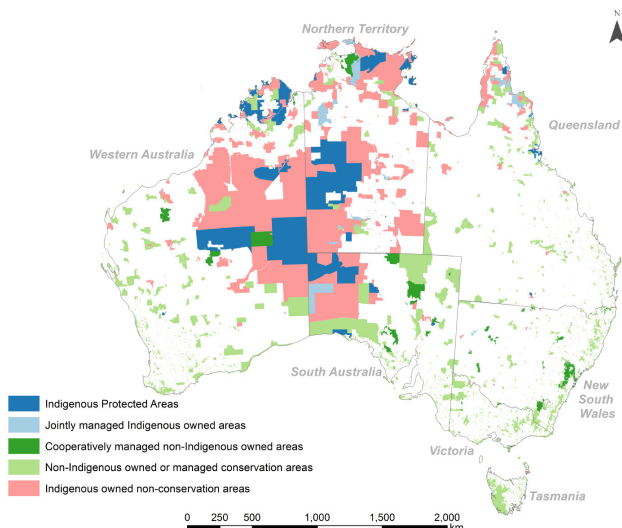 N
Northern Territory
Queensland
Western Australia
South Australia
New
South
Wales
Victoria
Tasmania
Indigenous Protected Areas
Jointly managed Indigenous owned areas
Cooperatively managed non-Indigenous owned areas
Non-Indigenous owned or managed conservation areas
Indigenous owned non-conservation areas
0 250 500 1,000 1,500 2,000
km